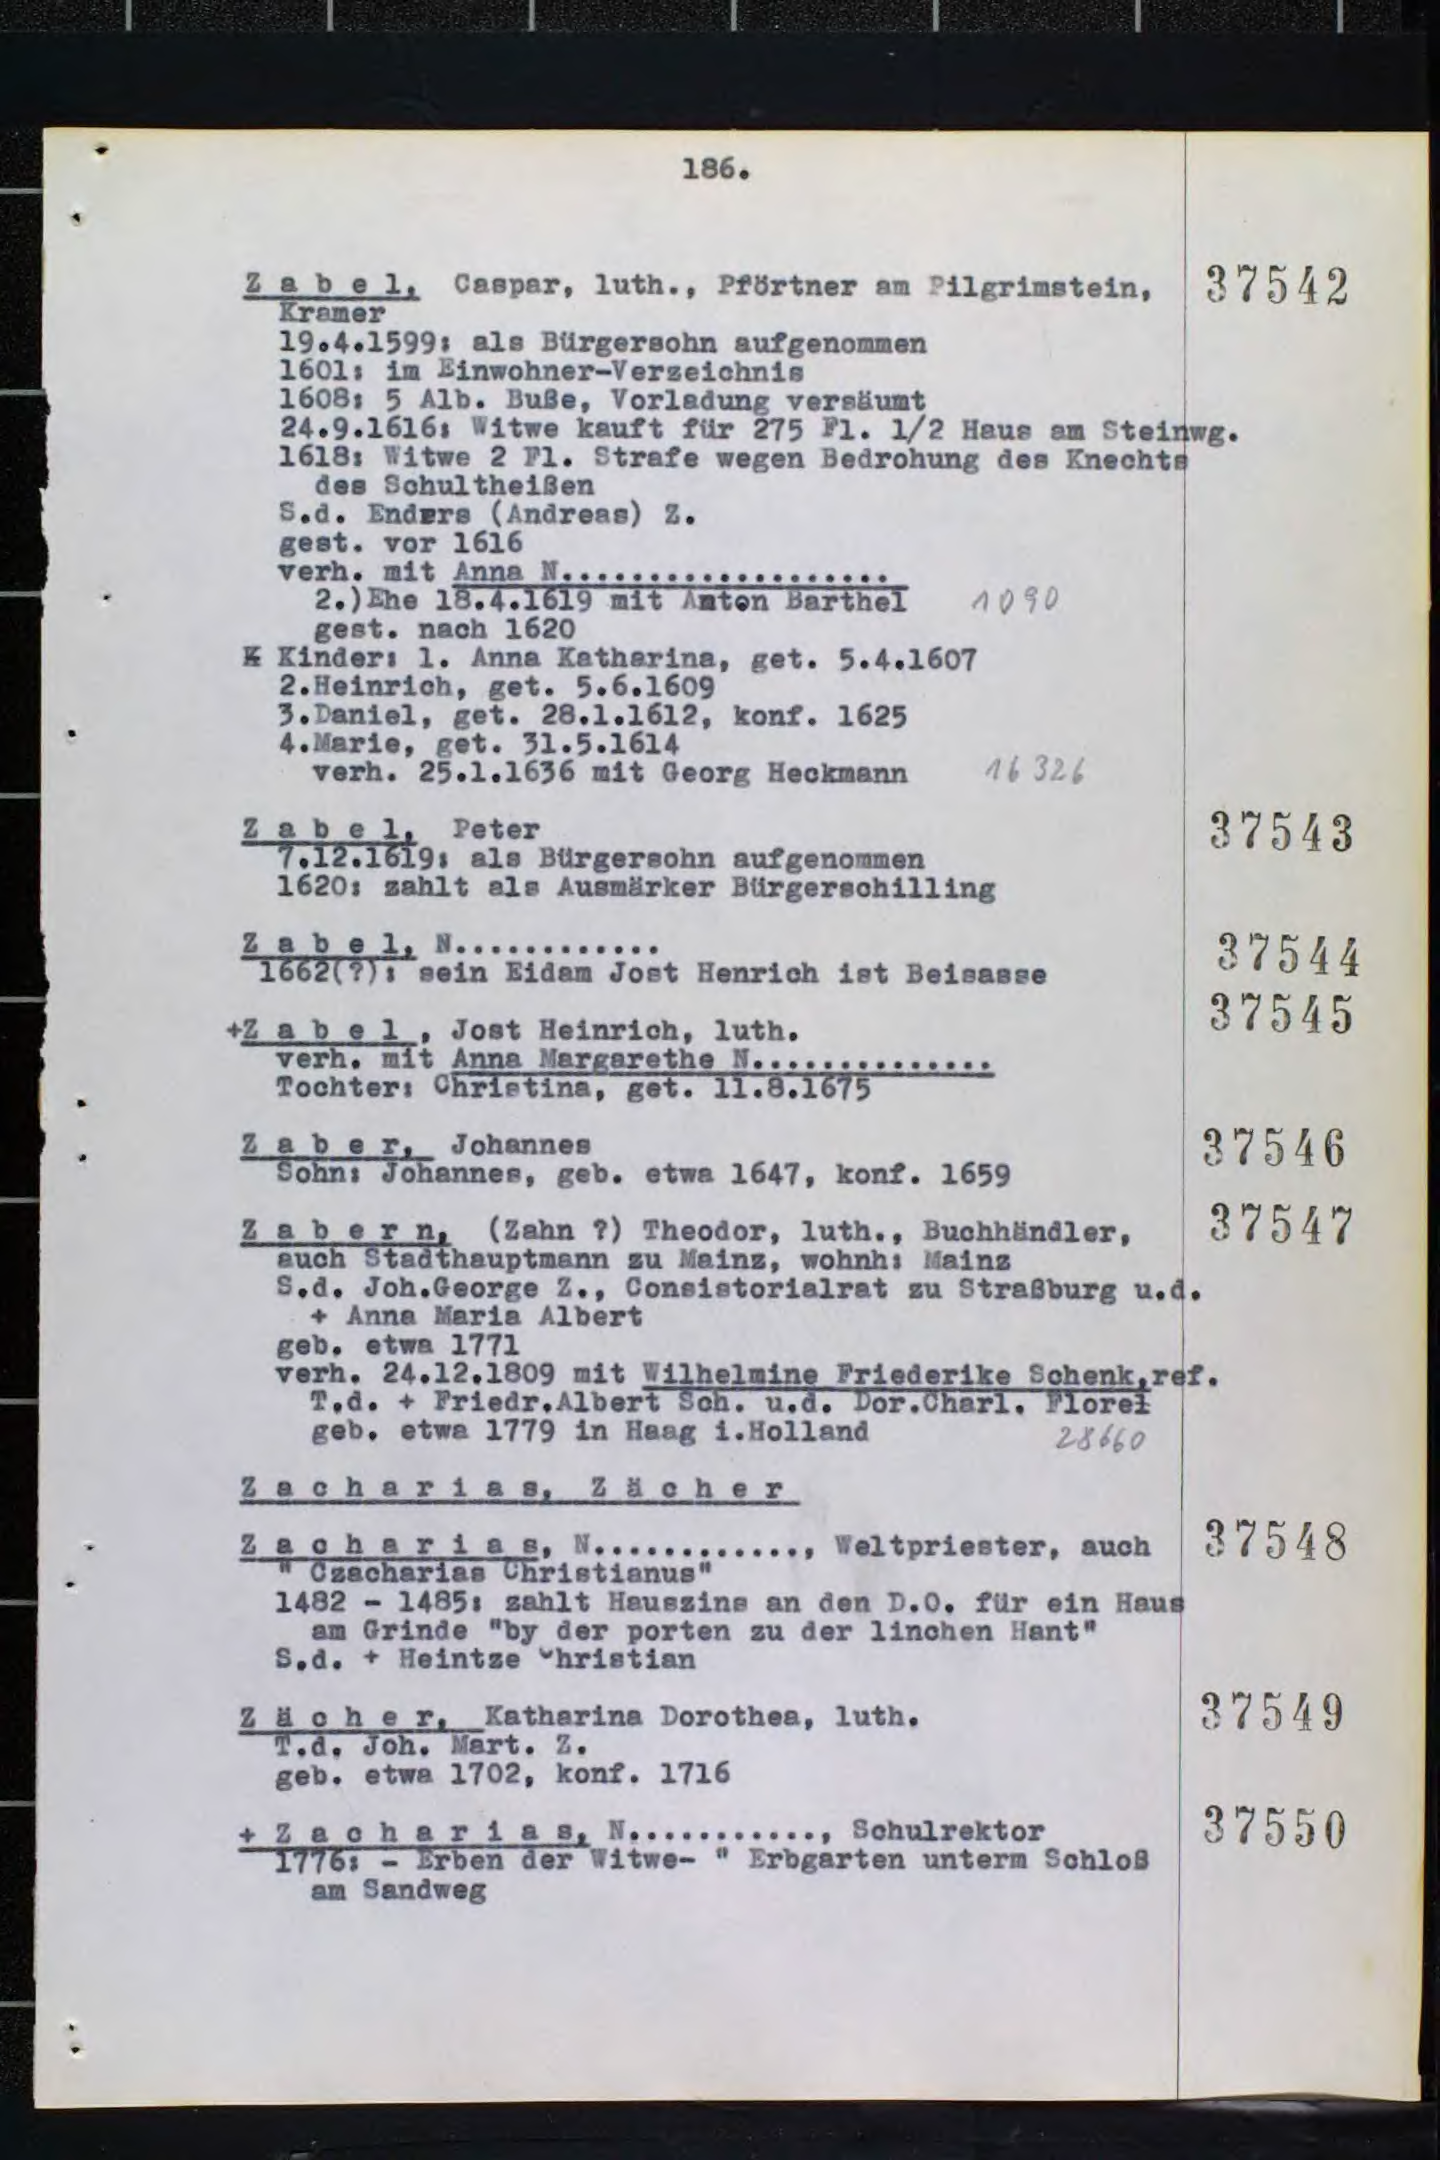 186.
Z a b e l, Caspar, luth., Pförtner am Pilgrimstein, 37542
Kramer
19.4.1599: als Bürgersohn aufgenommen
1601: im Einwohner-Verzeichnis
1608: 5 Alb. Buße, Vorladung versäumt
24.9.1616: Witwe kauft für 275 Fl. 1/2 Haus am Steinwg.
1618: Witwe 2 Fl. Strafe wegen Bedrohung des Knechts
des Schultheißen
S.d. Enders (Andreas) Z.
gest. vor 1616
verh. mit Anna N...................
2.)Ehe 18.4.1619 mit Anton Barthel 1090
gest. nach 1620
K Kinder: 1. Anna Katharina, get. 5.4.1607
2.Heinrich, get. 5.6.1609
3.Daniel, get. 28.1.1612, konf. 1625
4.Marie, get. 31.5.1614
verh. 25.1.1636 mit Georg Heckmann 16326
Z a b e l, Peter 37543
7.12.1619: als Bürgersohn aufgenommen
1620: zahlt als Ausmärker Bürgerschilling
Z a b e l, N............ 37544
1662(?): sein Eidam Jost Henrich ist Beisasse
+Z a b e l , Jost Heinrich, luth. 37545
verh. mit Anna Margarethe N..............
Tochter: Christina, get. 11.8.1675
Z a b e r, Johannes 37546
Sohn: Johannes, geb. etwa 1647, konf. 1659
Z a b e r n, (Zahn ?) Theodor, luth., Buchhändler, 37547
auch Stadthauptmann zu Mainz, wohnh: Mainz
S.d. Joh.George Z., Consistorialrat zu Straßburg u.d.
+ Anna Maria Albert
geb. etwa 1771
verh. 24.12.1809 mit Wilhelmine Friederike Schenk,ref.
T.d. + Friedr.Albert Sch. u.d. Dor.Charl. Florei
geb. etwa 1779 in Haag i.Holland 28660
Z a c h a r i a s, Z ä c h e r
Z a c h a r i a s, N............., Weltpriester, auch 37548
" Czacharias Christianus"
1482 - 1485: zahlt Hauszins an den D.O. für ein Haus
am Grinde "by der porten zu der linchen Hant"
S.d. + Heintze Christian
Z ä c h e r, Katharina Dorothea, luth. 37549
T.d. Joh. Mart. Z.
geb. etwa 1702, konf. 1716
+ Z a c h a r i a s, N..........., Schulrektor 37550
1776: - Erben der Witwe- " Erbgarten unterm Schloß
am Sandweg